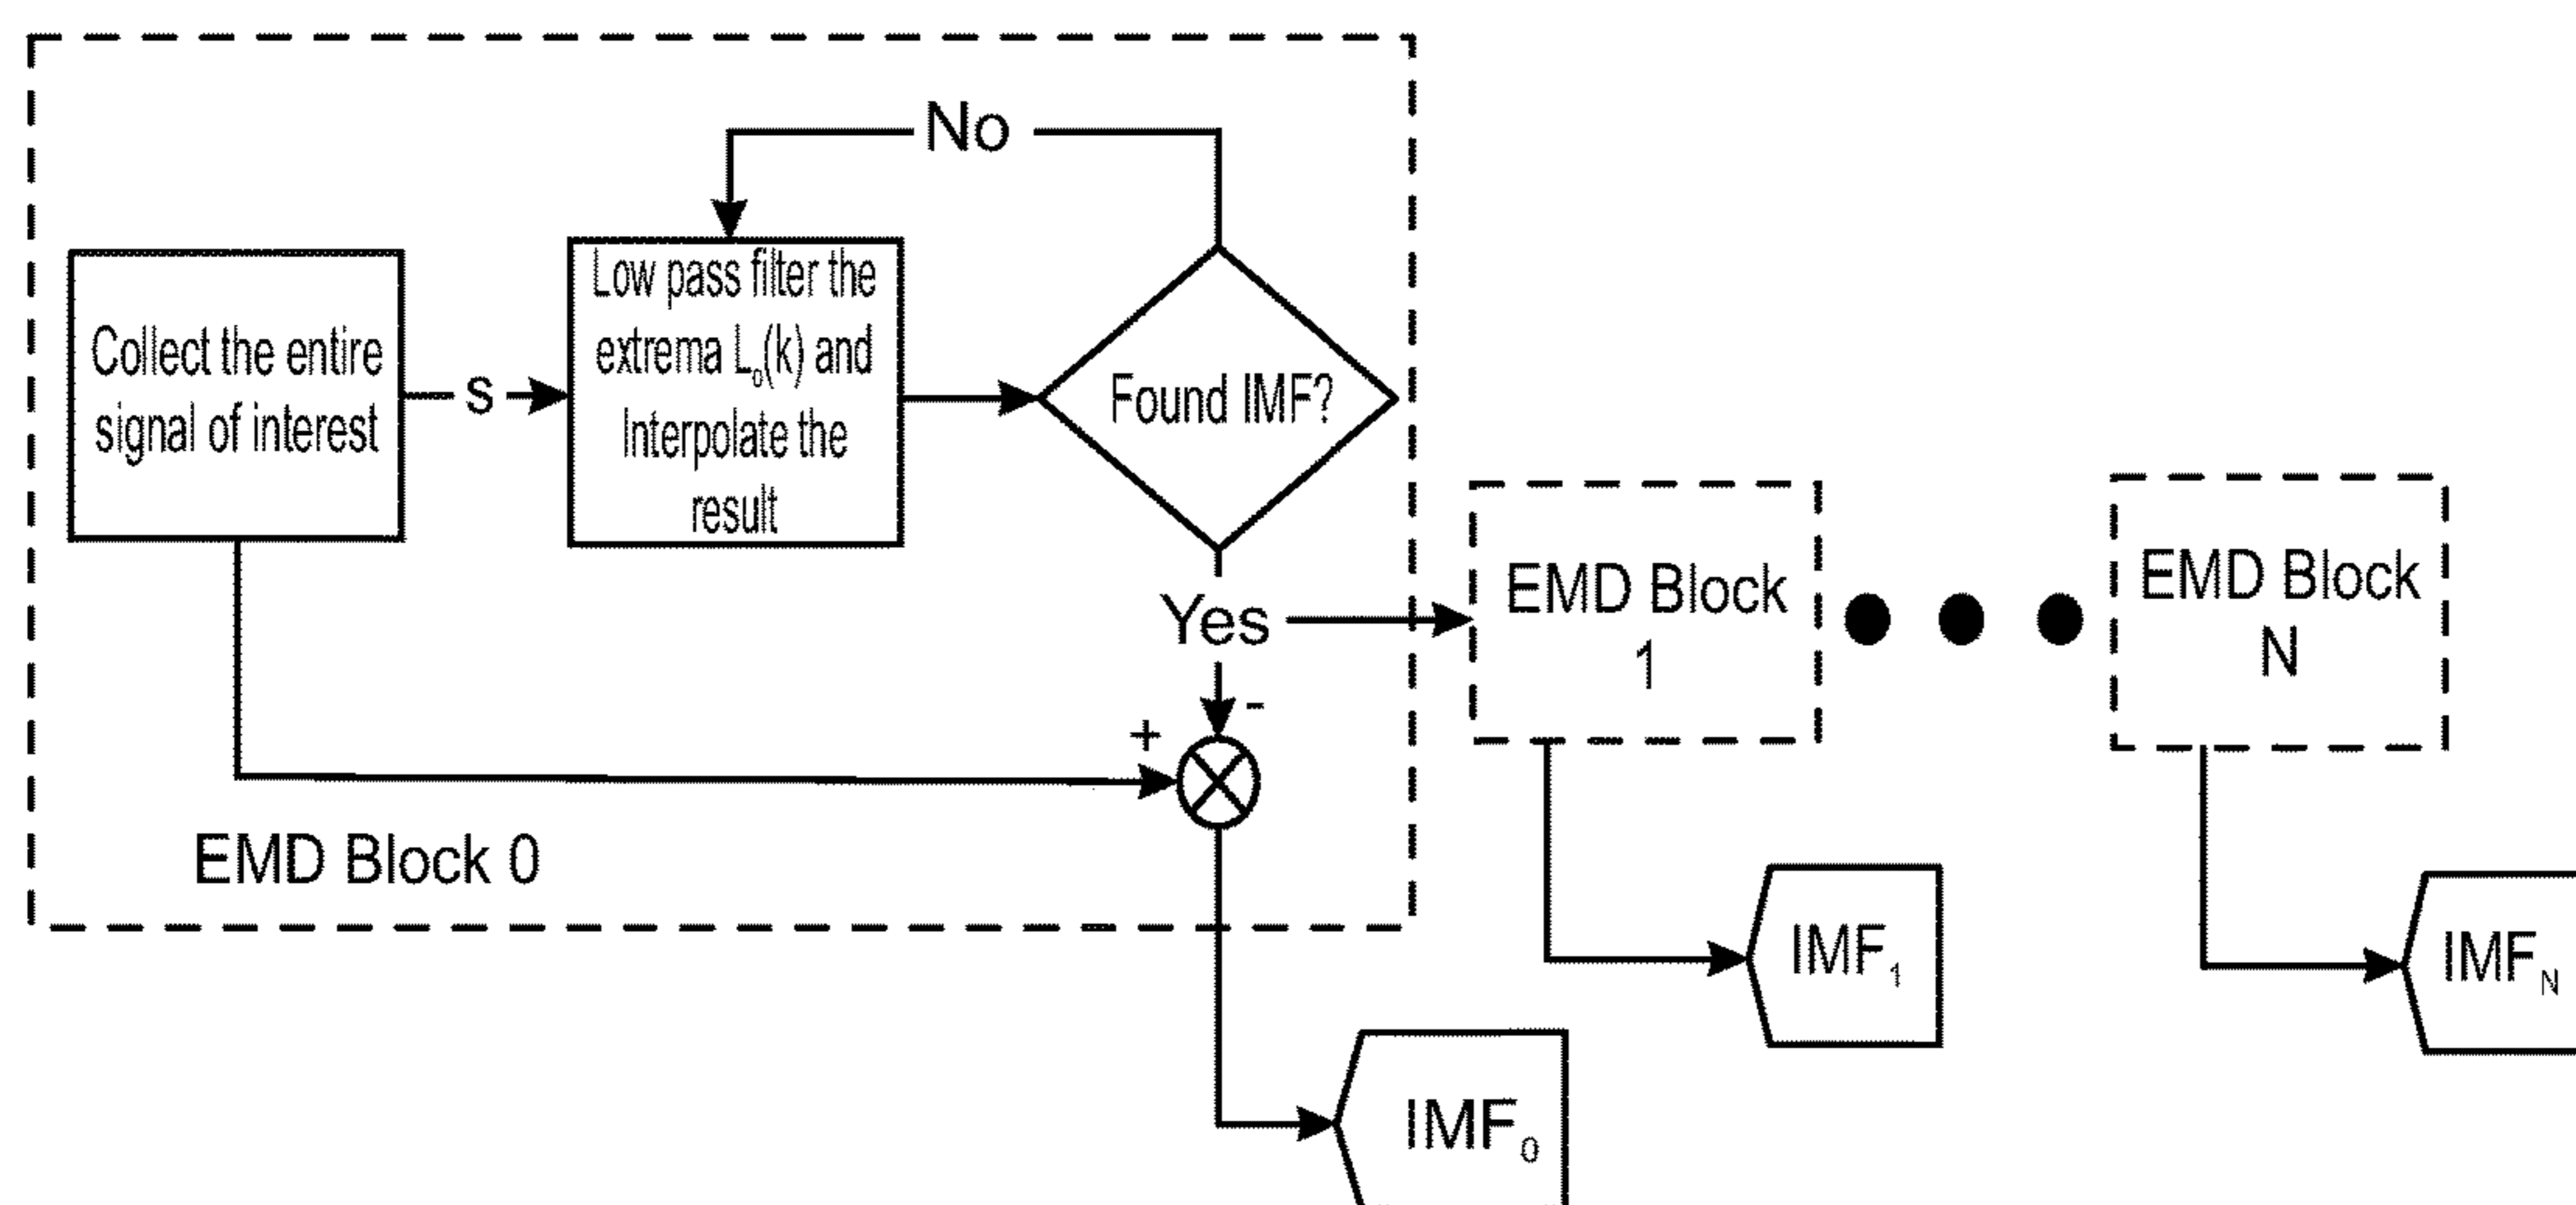 No
Collect the entire
signal of interest
s
Low pass filter the
extrema L₀(k) and
Interpolate the
result
Found IMF?
Yes
-
+
EMD Block 0
EMD Block
1
EMD Block
N
IMF₀
IMF₁
IMF_N